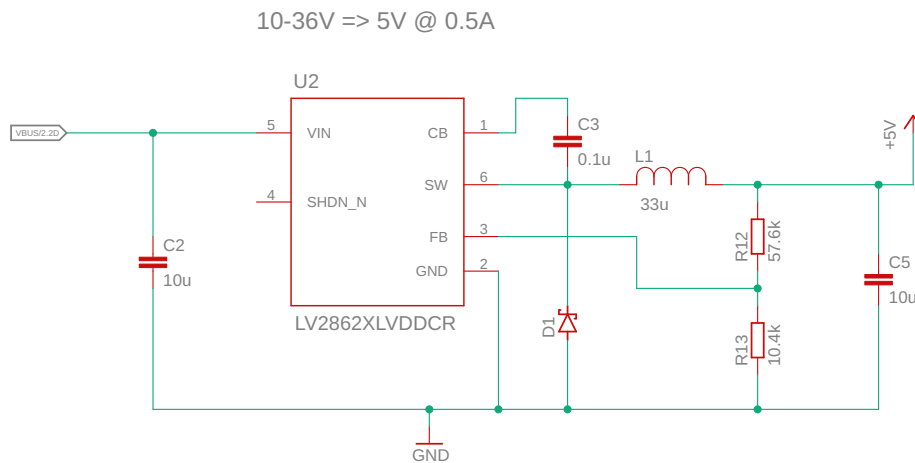 10-36V => 5V @ 0.5A
U2
VBUS/2.2D
5
VIN
CB
1
C3
0.1u
+5V
4
SHDN_N
SW
6
L1
33u
FB
3
GND
2
C2
10u
R12
57.6k
C5
10u
LV2862XLVDDCR
D1
R13
10.4k
GND